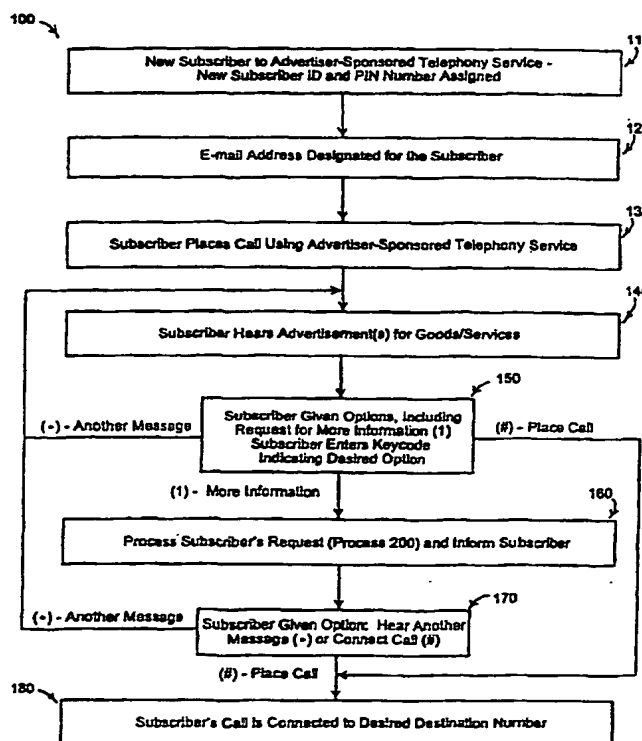 100
11
New Subscriber to Advertiser-Sponsored Telephony Service -
New Subscriber ID and PIN Number Assigned
12
E-mail Address Designated for the Subscriber
13
Subscriber Places Call Using Advertiser-Sponsored Telephony Service
14
Subscriber Hears Advertisement(s) for Goods/Services
150
(*) - Another Message
Subscriber Given Options, Including
Request for More Information (1)
Subscriber Enters Keycode
Indicating Desired Option
(#) - Place Call
(1) - More Information
160
Process Subscriber's Request (Process 200) and Inform Subscriber
170
(*) - Another Message
Subscriber Given Option: Hear Another
Message (*) or Connect Call (#)
(#) - Place Call
180
Subscriber's Call is Connected to Desired Destination Number